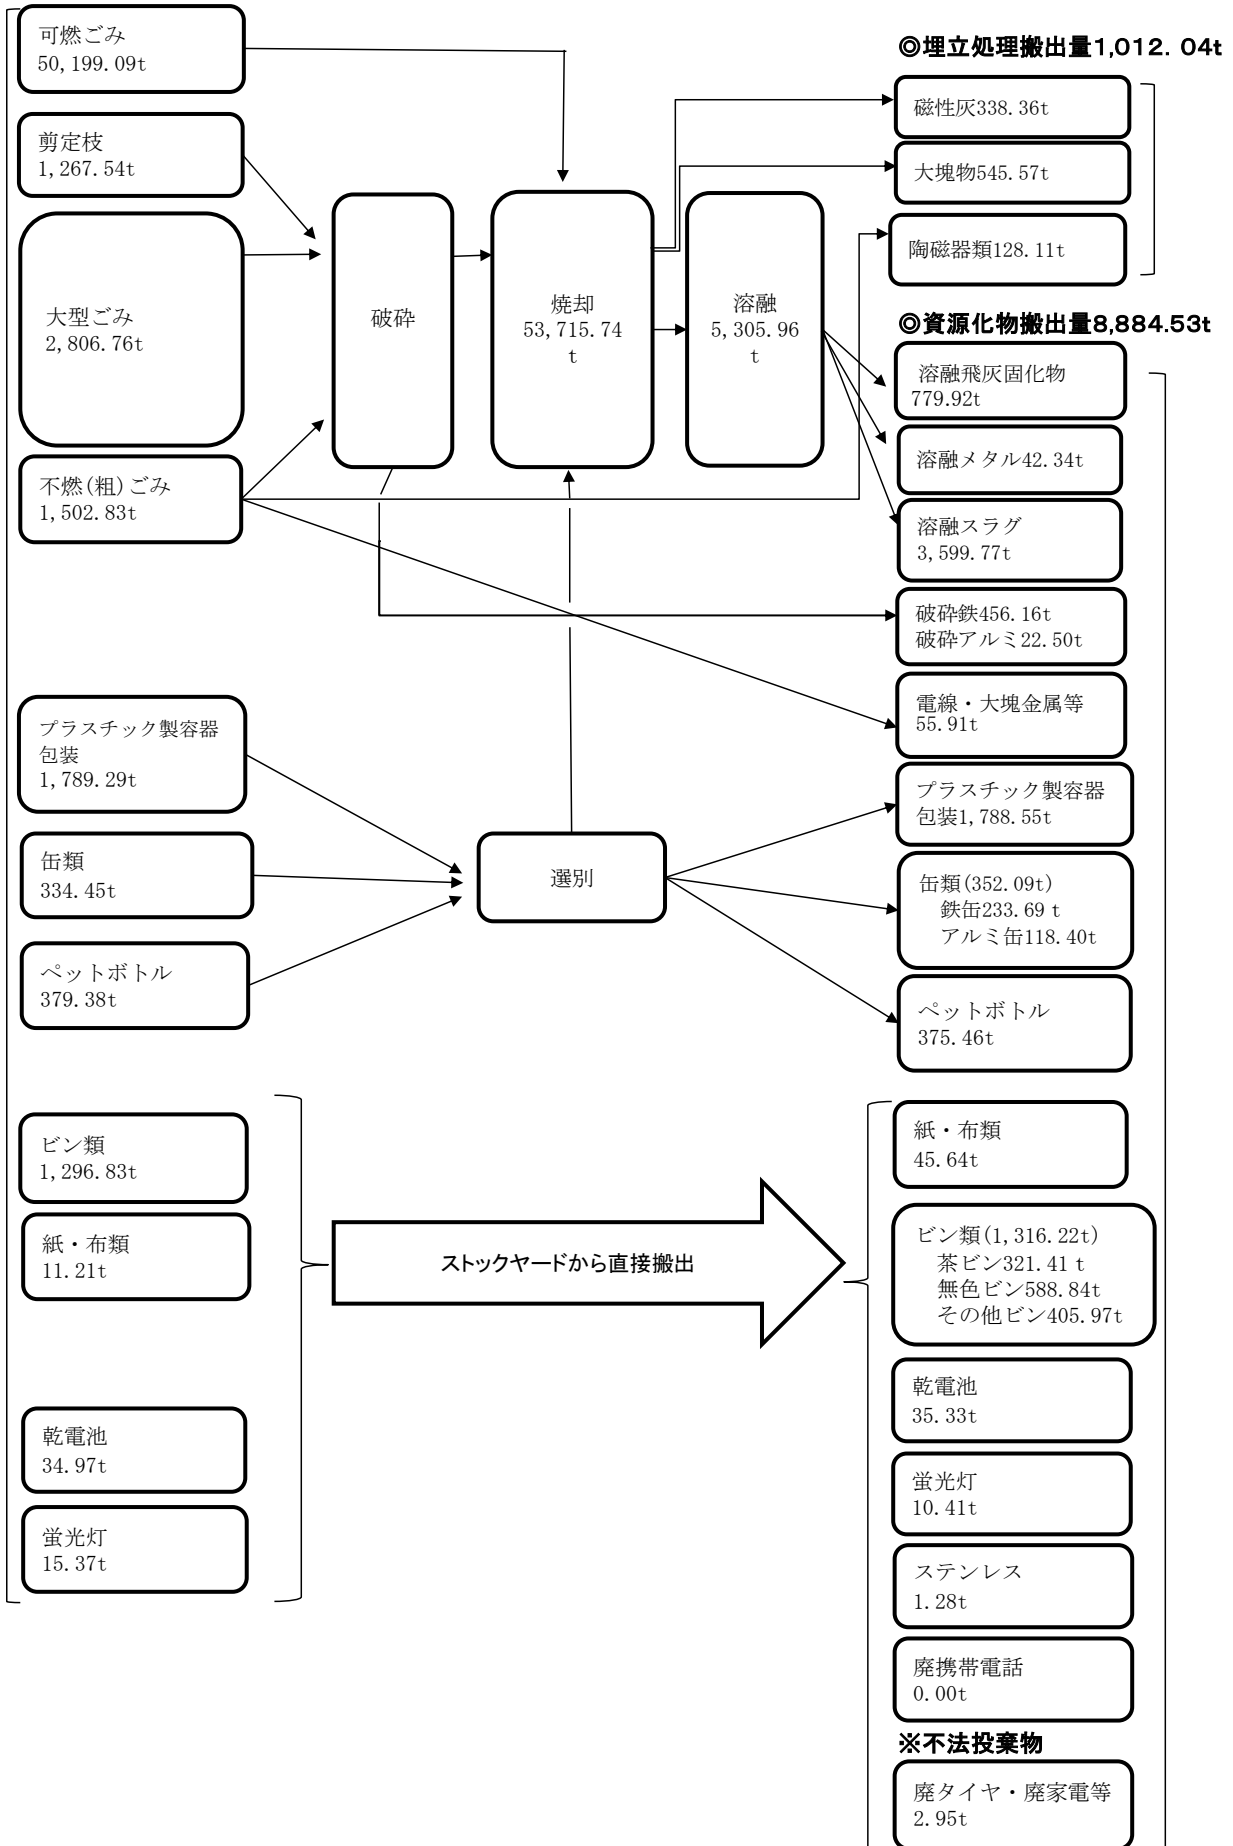 可燃ごみ
50,199.09t
剪定枝
1,267.54t
大型ごみ
2,806.76t
不燃(粗)ごみ
1,502.83t
プラスチック製容器
包装
1,789.29t
缶類
334.45t
ペットボトル
379.38t
ビン類
1,296.83t
紙・布類
11.21t
乾電池
34.97t
蛍光灯
15.37t
破砕
焼却
53,715.74
t
溶融
5,305.96
t
選別
ストックヤードから直接搬出
◎埋立処理搬出量1,012.04t
磁性灰338.36t
大塊物545.57t
陶磁器類128.11t
◎資源化物搬出量8,884.53t
溶融飛灰固化物
779.92t
溶融メタル42.34t
溶融スラグ
3,599.77t
破砕鉄456.16t
破砕アルミ22.50t
電線・大塊金属等
55.91t
プラスチック製容器
包装1,788.55t
缶類(352.09t)
鉄缶233.69 t
アルミ缶118.40t
ペットボトル
375.46t
紙・布類
45.64t
ビン類(1,316.22t)
茶ビン321.41 t
無色ビン588.84t
その他ビン405.97t
乾電池
35.33t
蛍光灯
10.41t
ステンレス
1.28t
廃携帯電話
0.00t
※不法投棄物
廃タイヤ・廃家電等
2.95t